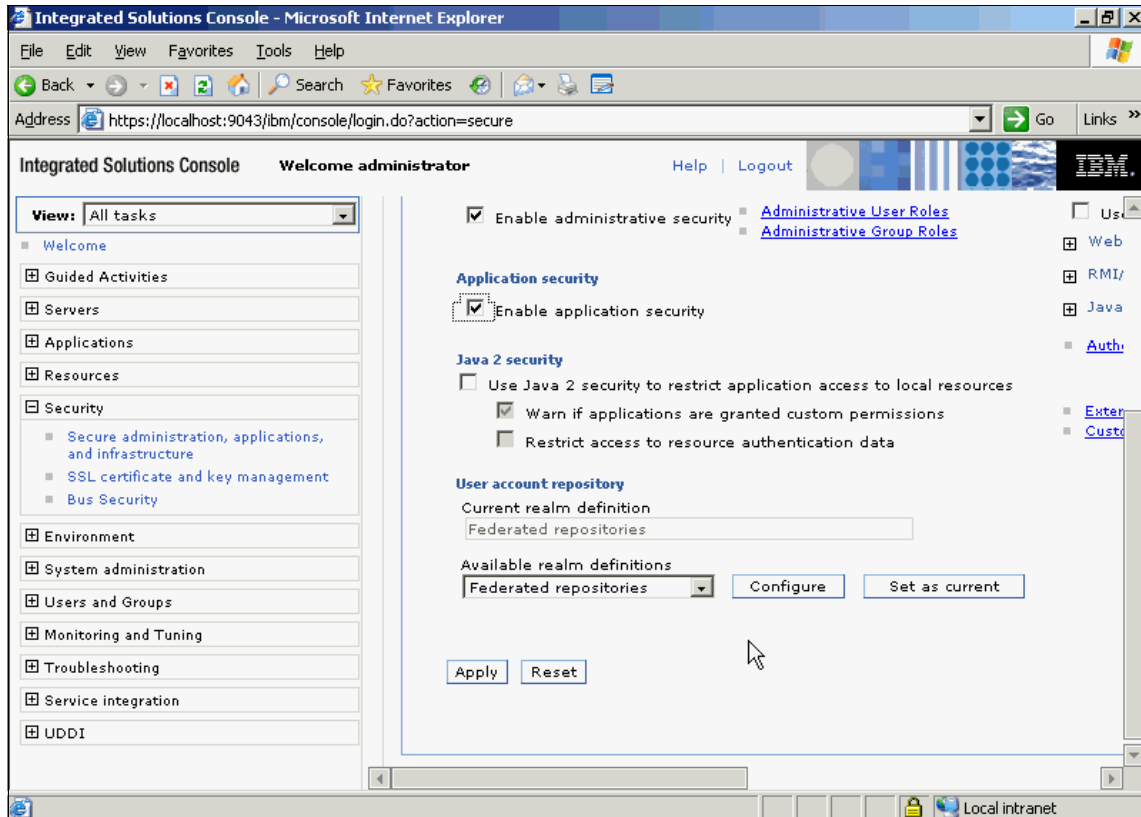 Integrated Solutions Console - Microsoft Internet Explorer
File Edit View Favorites Tools Help
Back Search Favorites
Address https://localhost:9043/ibm/console/login.do?action=secure Go Links »
Integrated Solutions Console Welcome administrator Help | Logout IBM.
View: All tasks
Welcome
Guided Activities
Servers
Applications
Resources
Security
Secure administration, applications,
and infrastructure
SSL certificate and key management
Bus Security
Environment
System administration
Users and Groups
Monitoring and Tuning
Troubleshooting
Service integration
UDDI
Enable administrative security
Administrative User Roles
Administrative Group Roles
Application security
Enable application security
Java 2 security
Use Java 2 security to restrict application access to local resources
Warn if applications are granted custom permissions
Restrict access to resource authentication data
User account repository
Current realm definition
Federated repositories
Available realm definitions
Federated repositories Configure Set as current
Apply Reset
Web
RMI/
Java
Local intranet